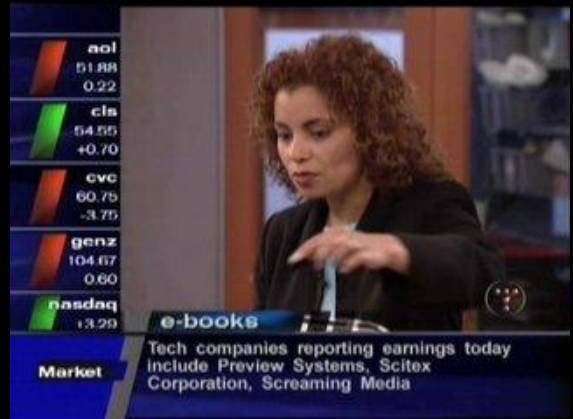 aol
51.88
0.22
cls
54.55
+0.70
cvc
60.75
-3.75
genz
104.67
0.60
nasdaq
+3.29
e-books
Market
Tech companies reporting earnings today
include Preview Systems, Scitex
Corporation, Screaming Media